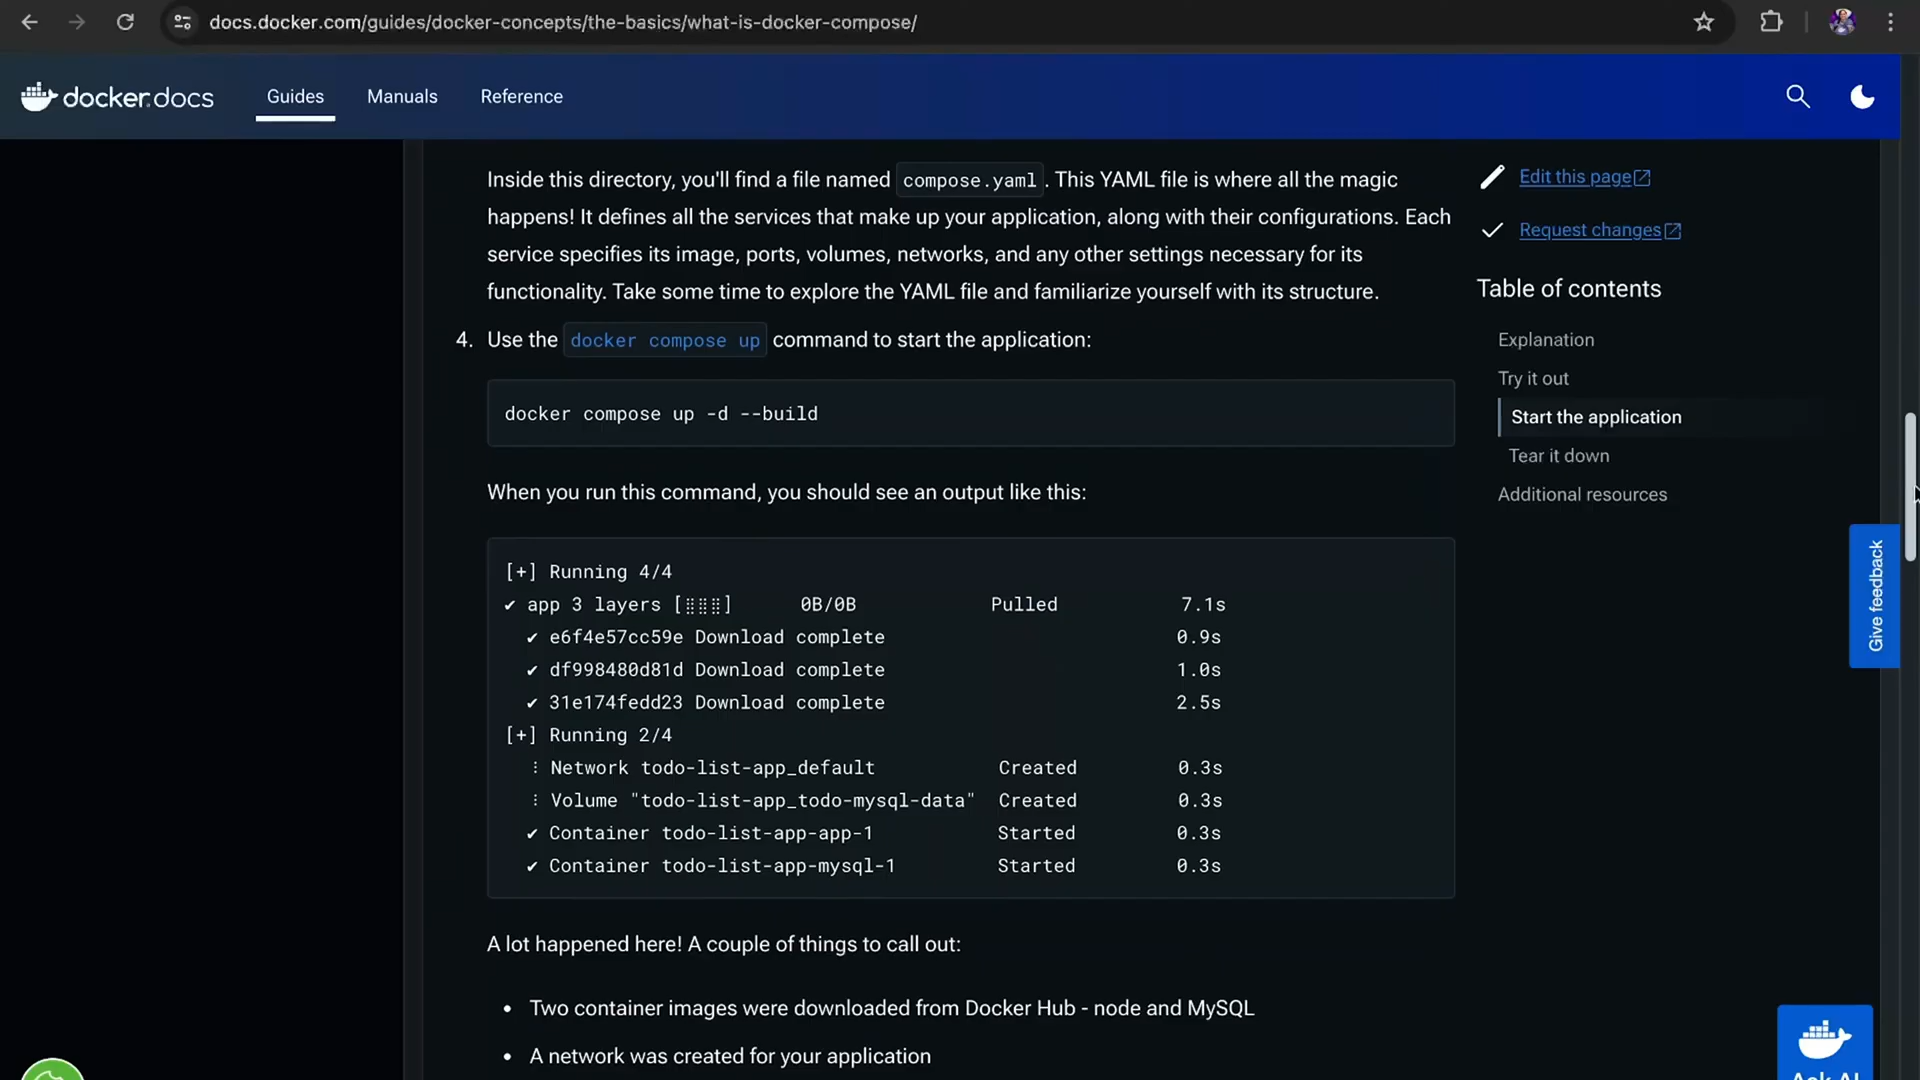 docs.docker.com/guides/docker-concepts/the-basics/what-is-docker-compose/
docker.docs
Guides
Manuals
Reference
Inside this directory, you'll find a file named compose.yaml. This YAML file is where all the magic
happens! It defines all the services that make up your application, along with their configurations. Each
service specifies its image, ports, volumes, networks, and any other settings necessary for its
functionality. Take some time to explore the YAML file and familiarize yourself with its structure.
4. Use the docker compose up command to start the application:
docker compose up -d --build
When you run this command, you should see an output like this:
[+] Running 4/4
✔ app 3 layers [⣿⣿⣿] 0B/0B Pulled 7.1s
✔ e6f4e57cc59e Download complete 0.9s
✔ df998480d81d Download complete 1.0s
✔ 31e174fedd23 Download complete 2.5s
[+] Running 2/4
⠸ Network todo-list-app_default Created 0.3s
⠸ Volume "todo-list-app_todo-mysql-data" Created 0.3s
✔ Container todo-list-app-app-1 Started 0.3s
✔ Container todo-list-app-mysql-1 Started 0.3s
A lot happened here! A couple of things to call out:
• Two container images were downloaded from Docker Hub - node and MySQL
• A network was created for your application
Edit this page
Request changes
Table of contents
Explanation
Try it out
Start the application
Tear it down
Additional resources
Give feedback
Ask AI